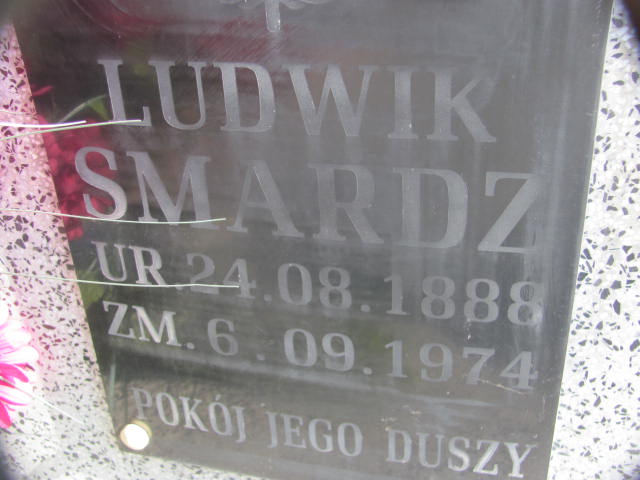 LUDWIK
SMARDZ
UR. 24.08.1888
ZM. 6.09.1974
POKÓJ JEGO DUSZY